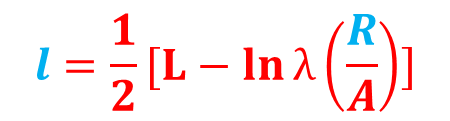 l = 1/2 [L − ln λ (R/A)]